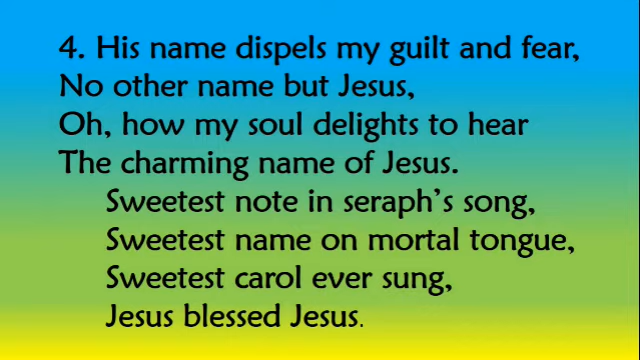 4. His name dispels my guilt and fear,
No other name but Jesus,
Oh, how my soul delights to hear
The charming name of Jesus.
Sweetest note in seraph's song,
Sweetest name on mortal tongue,
Sweetest carol ever sung,
Jesus blessed Jesus.